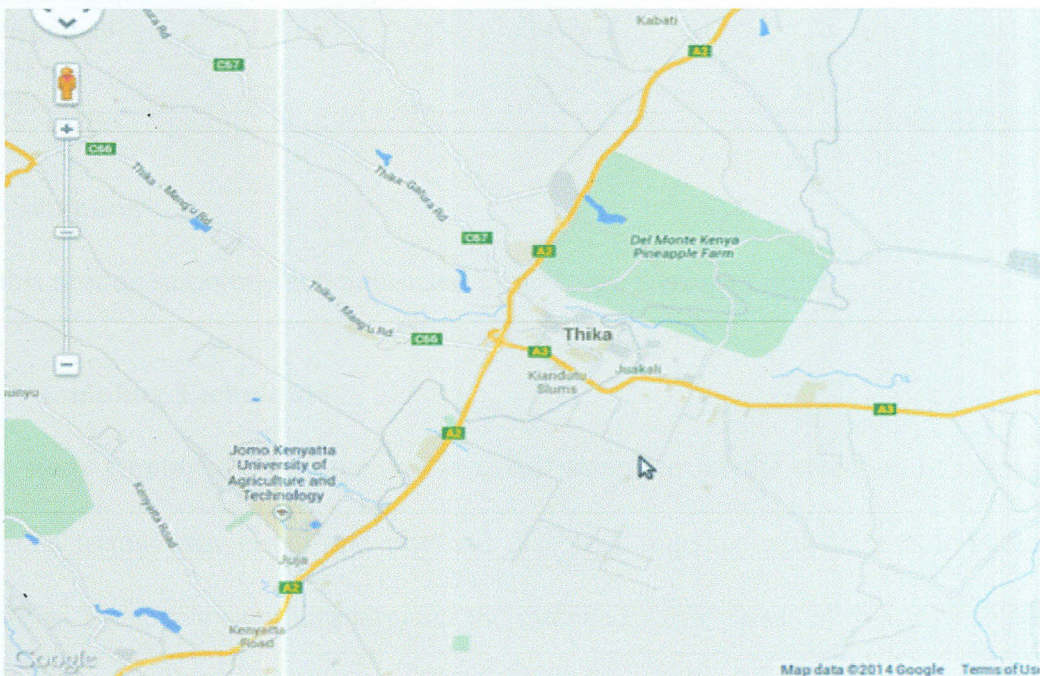 Kabati
A2
C67
C66
Thika - Mang'u Rd
Thika-Gatura Rd
C67
A2
Del Monte Kenya
Pineapple Farm
Thika - Mang'u Rd
C66
Thika
A3
Kiandutu
Slums
Juakali
A3
A2
Jomo Kenyatta
University of
Agriculture and
Technology
Kenyatta Road
Juja
A2
Kenyatta
Road
Google
Map data ©2014 Google Terms of Use